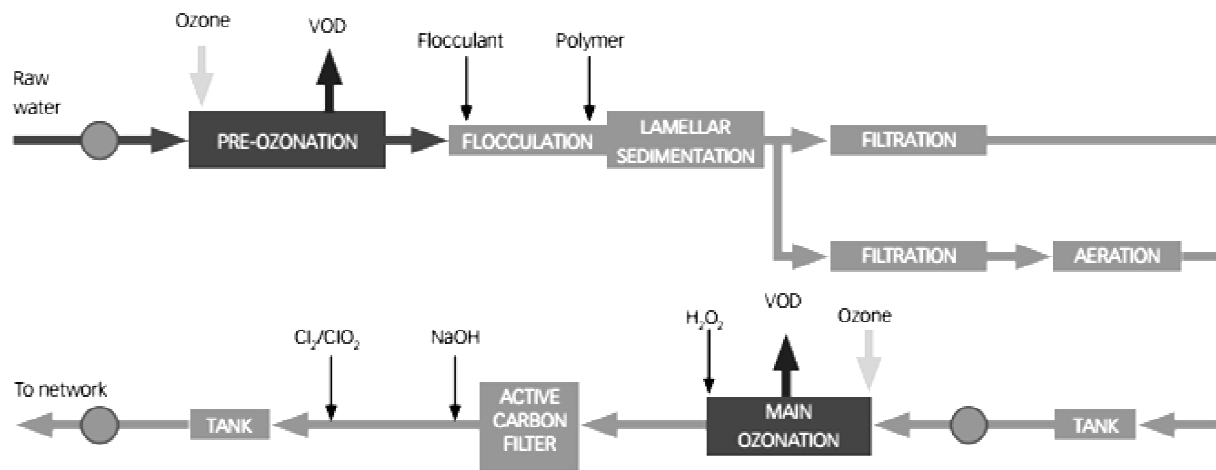 Ozone
VOD
Flocculant
Polymer
Raw
water
PRE-OZONATION
FLOCCULATION
LAMELLAR
SEDIMENTATION
FILTRATION
FILTRATION
AERATION
Cl₂/ClO₂
NaOH
H₂O₂
VOD
Ozone
To network
TANK
ACTIVE
CARBON
FILTER
MAIN
OZONATION
TANK